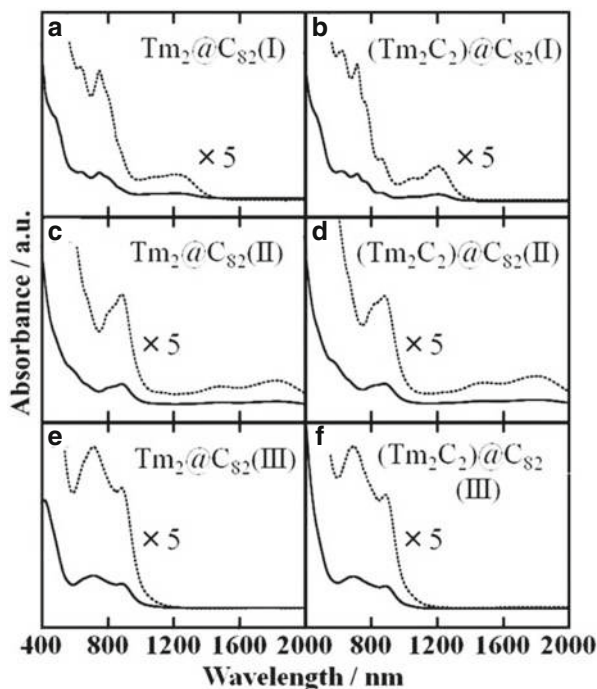 a
Tm₂@C₈₂(I)
× 5
b
(Tm₂C₂)@C₈₂(I)
× 5
c
Tm₂@C₈₂(II)
× 5
d
(Tm₂C₂)@C₈₂(II)
× 5
e
Tm₂@C₈₂(III)
× 5
f
(Tm₂C₂)@C₈₂
(III)
× 5
Absorbance / a.u.
400 800 1200 1600 2000 800 1200 1600 2000
Wavelength / nm